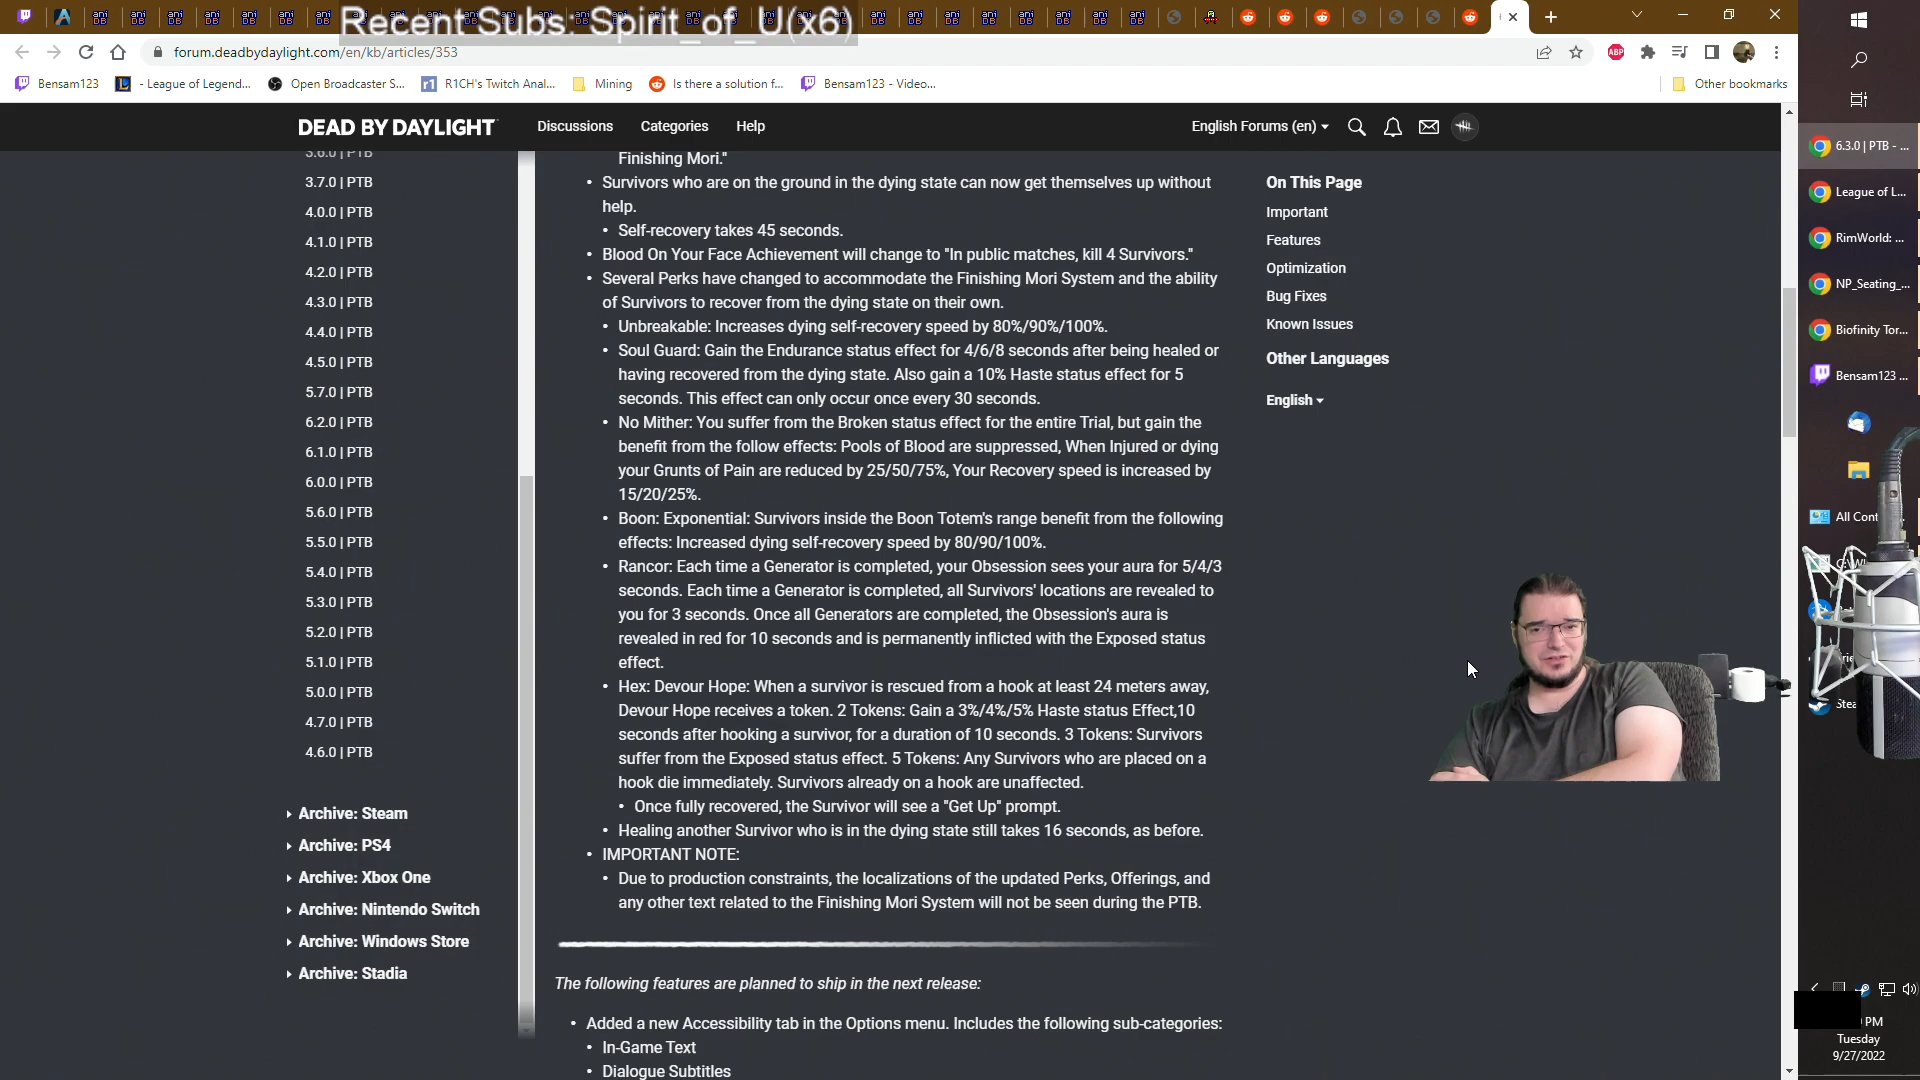 Recent Subs: Spirit_of_U(x6)
forum.deadbydaylight.com/en/kb/articles/353
Bensam123
- League of Legend...
Open Broadcaster S...
R1CH's Twitch Anal...
Mining
Is there a solution f...
Bensam123 - Video...
Other bookmarks
DEAD BY DAYLIGHT
Discussions
Categories
Help
English Forums (en)
3.6.0 | PTB
3.7.0 | PTB
4.0.0 | PTB
4.1.0 | PTB
4.2.0 | PTB
4.3.0 | PTB
4.4.0 | PTB
4.5.0 | PTB
5.7.0 | PTB
6.2.0 | PTB
6.1.0 | PTB
6.0.0 | PTB
5.6.0 | PTB
5.5.0 | PTB
5.4.0 | PTB
5.3.0 | PTB
5.2.0 | PTB
5.1.0 | PTB
5.0.0 | PTB
4.7.0 | PTB
4.6.0 | PTB
Archive: Steam
Archive: PS4
Archive: Xbox One
Archive: Nintendo Switch
Archive: Windows Store
Archive: Stadia
Finishing Mori."
• Survivors who are on the ground in the dying state can now get themselves up without
help.
• Self-recovery takes 45 seconds.
• Blood On Your Face Achievement will change to "In public matches, kill 4 Survivors."
• Several Perks have changed to accommodate the Finishing Mori System and the ability
of Survivors to recover from the dying state on their own.
• Unbreakable: Increases dying self-recovery speed by 80%/90%/100%.
• Soul Guard: Gain the Endurance status effect for 4/6/8 seconds after being healed or
having recovered from the dying state. Also gain a 10% Haste status effect for 5
seconds. This effect can only occur once every 30 seconds.
• No Mither: You suffer from the Broken status effect for the entire Trial, but gain the
benefit from the follow effects: Pools of Blood are suppressed, When Injured or dying
your Grunts of Pain are reduced by 25/50/75%, Your Recovery speed is increased by
15/20/25%.
• Boon: Exponential: Survivors inside the Boon Totem's range benefit from the following
effects: Increased dying self-recovery speed by 80/90/100%.
• Rancor: Each time a Generator is completed, your Obsession sees your aura for 5/4/3
seconds. Each time a Generator is completed, all Survivors' locations are revealed to
you for 3 seconds. Once all Generators are completed, the Obsession's aura is
revealed in red for 10 seconds and is permanently inflicted with the Exposed status
effect.
• Hex: Devour Hope: When a survivor is rescued from a hook at least 24 meters away,
Devour Hope receives a token. 2 Tokens: Gain a 3%/4%/5% Haste status Effect,10
seconds after hooking a survivor, for a duration of 10 seconds. 3 Tokens: Survivors
suffer from the Exposed status effect. 5 Tokens: Any Survivors who are placed on a
hook die immediately. Survivors already on a hook are unaffected.
• Once fully recovered, the Survivor will see a "Get Up" prompt.
• Healing another Survivor who is in the dying state still takes 16 seconds, as before.
• IMPORTANT NOTE:
• Due to production constraints, the localizations of the updated Perks, Offerings, and
any other text related to the Finishing Mori System will not be seen during the PTB.
The following features are planned to ship in the next release:
• Added a new Accessibility tab in the Options menu. Includes the following sub-categories:
• In-Game Text
• Dialogue Subtitles
On This Page
Important
Features
Optimization
Bug Fixes
Known Issues
Other Languages
English
6.3.0 | PTB - ...
League of L...
RimWorld: ...
NP_Seating_...
Biofinity Tor...
Bensam123 ...
All Cont
PM
Tuesday
9/27/2022